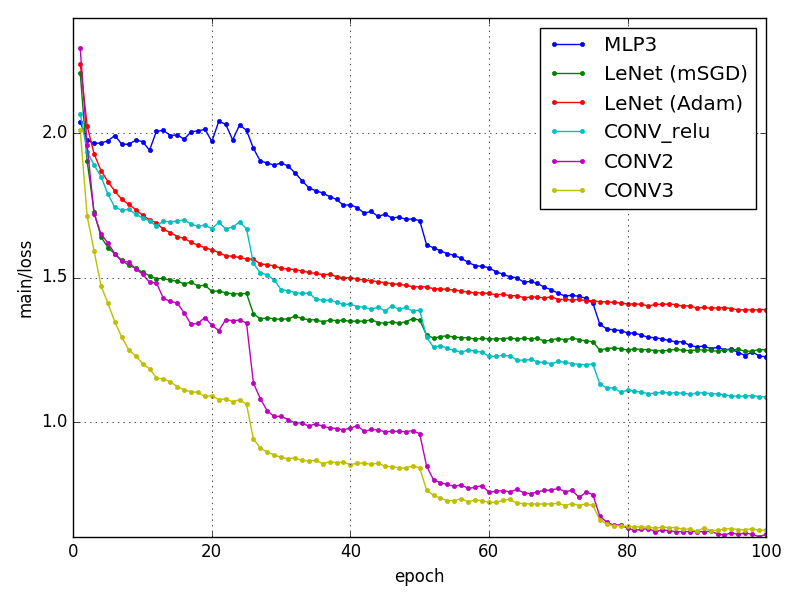 MLP3
LeNet (mSGD)
LeNet (Adam)
CONV_relu
CONV2
CONV3
2.0
1.5
1.0
main/loss
0 20 40 60 80 100
epoch